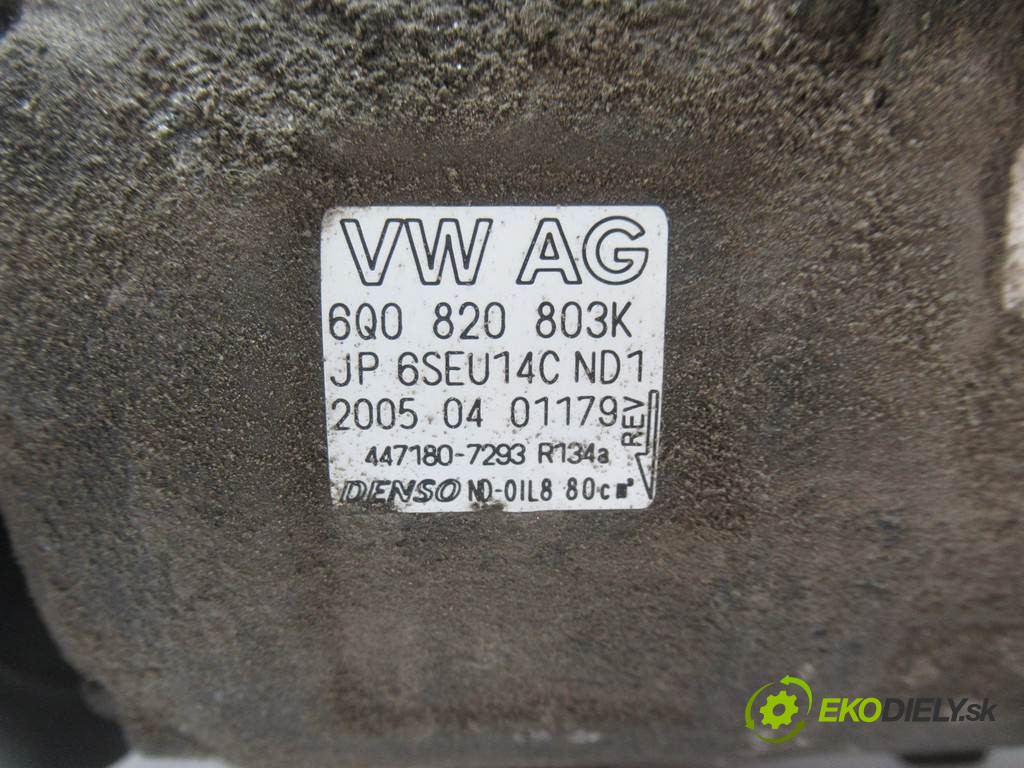 VW AG
6Q0 820 803K
JP 6SEU14C ND1
2005 04 01179
REV
447180-7293 R134a
DENSO ND-OIL8 80cm³
EKODIELY.sk